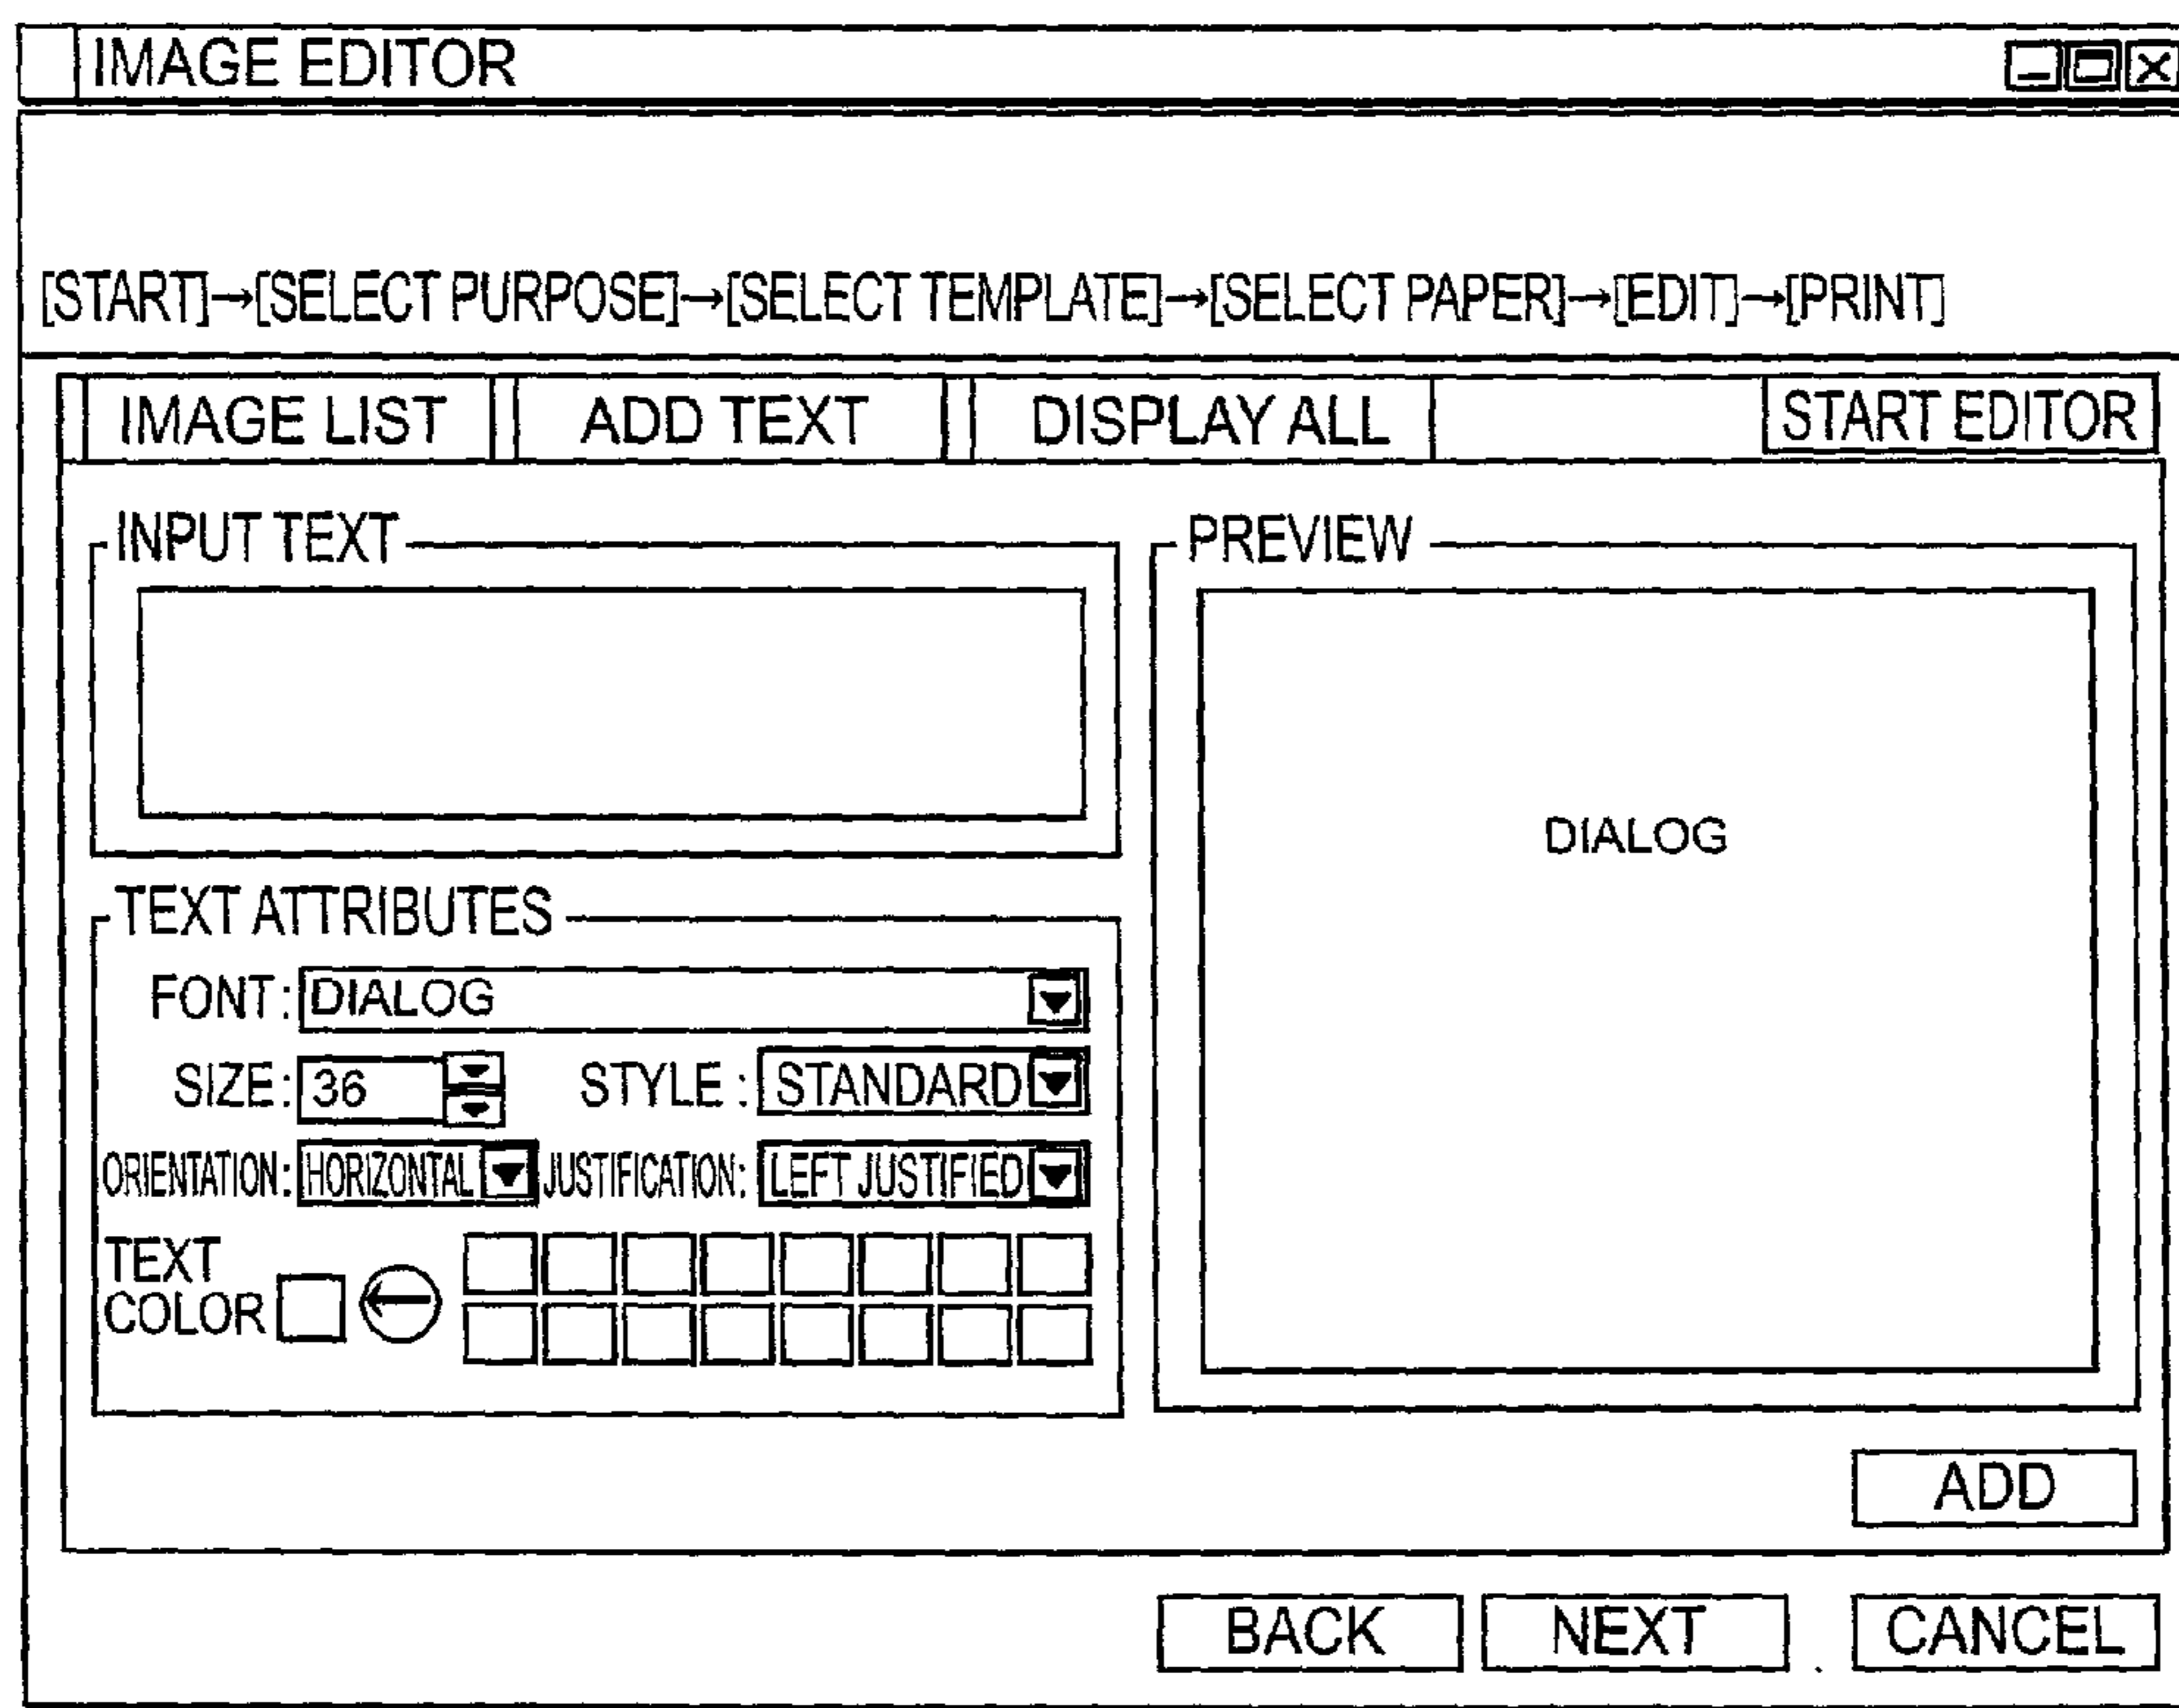 IMAGE EDITOR
[START]→[SELECT PURPOSE]→[SELECT TEMPLATE]→[SELECT PAPER]→[EDIT]→[PRINT]
IMAGE LIST ADD TEXT DISPLAY ALL START EDITOR
INPUT TEXT
PREVIEW
DIALOG
TEXT ATTRIBUTES
FONT: DIALOG
SIZE: 36 STYLE : STANDARD
ORIENTATION: HORIZONTAL JUSTIFICATION: LEFT JUSTIFIED
TEXT
COLOR
ADD
BACK NEXT CANCEL